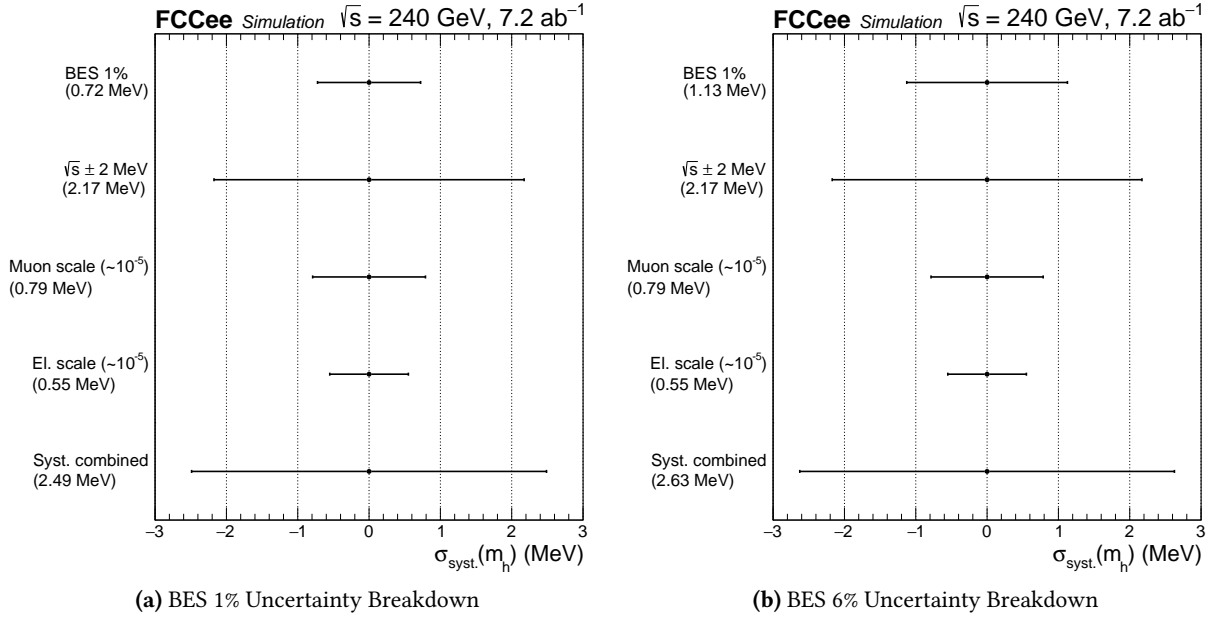 FCCee Simulation √s = 240 GeV, 7.2 ab⁻¹
BES 1%
(0.72 MeV)
√s ± 2 MeV
(2.17 MeV)
Muon scale (~10⁻⁵)
(0.79 MeV)
El. scale (~10⁻⁵)
(0.55 MeV)
Syst. combined
(2.49 MeV)
−3 −2 −1 0 1 2 3
σsyst.(mh) (MeV)
(a) BES 1% Uncertainty Breakdown
FCCee Simulation √s = 240 GeV, 7.2 ab⁻¹
BES 1%
(1.13 MeV)
√s ± 2 MeV
(2.17 MeV)
Muon scale (~10⁻⁵)
(0.79 MeV)
El. scale (~10⁻⁵)
(0.55 MeV)
Syst. combined
(2.63 MeV)
−3 −2 −1 0 1 2 3
σsyst.(mh) (MeV)
(b) BES 6% Uncertainty Breakdown